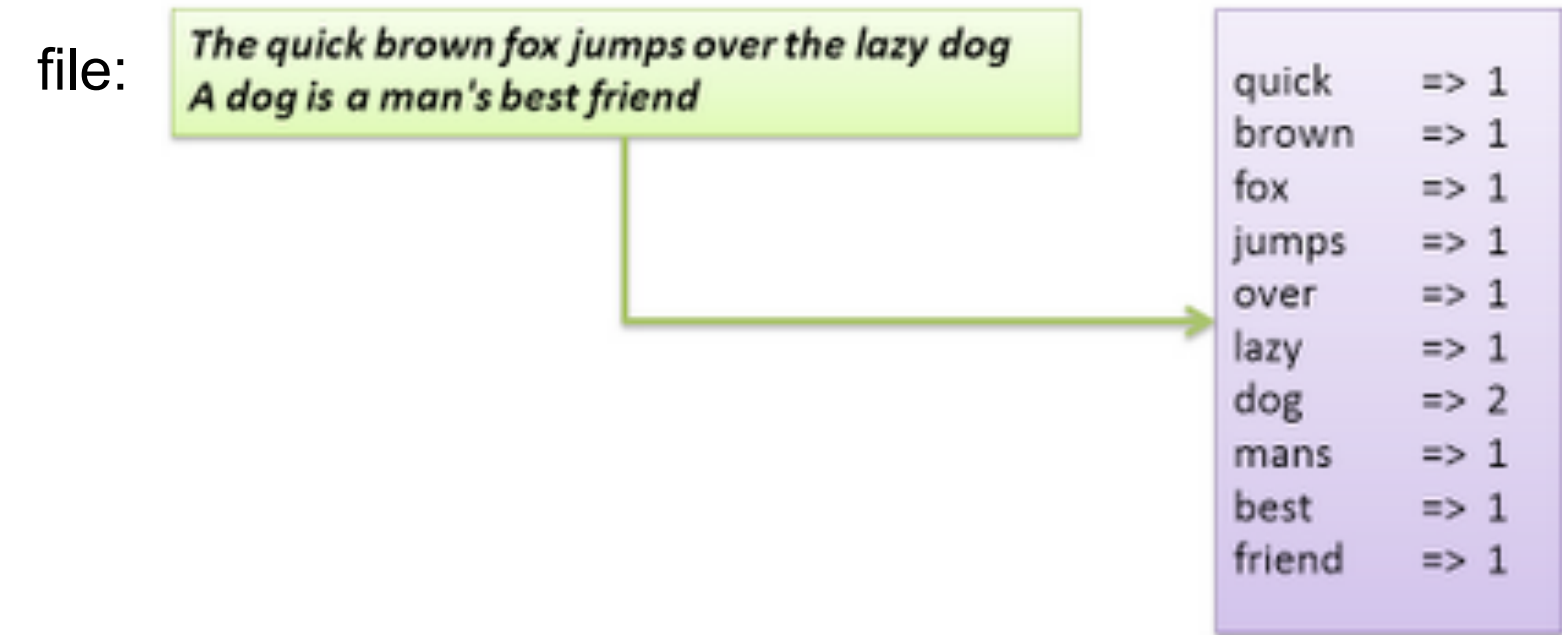 file:
The quick brown fox jumps over the lazy dog
A dog is a man's best friend
quick => 1
brown => 1
fox => 1
jumps => 1
over => 1
lazy => 1
dog => 2
mans => 1
best => 1
friend => 1